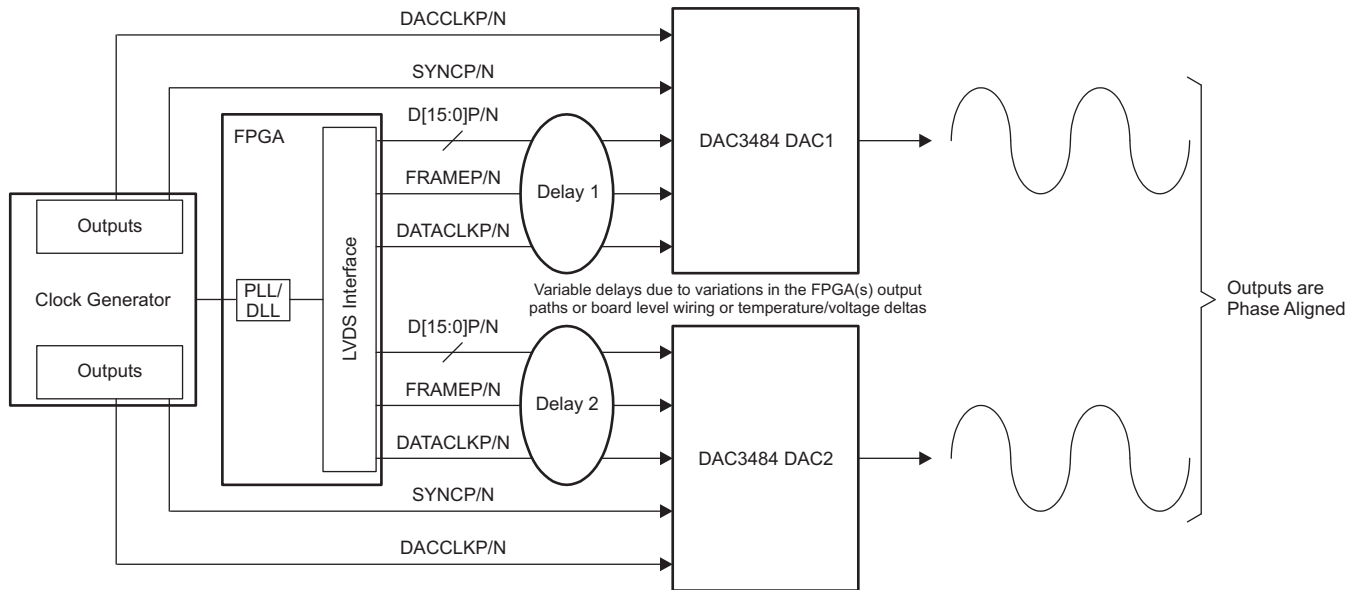 DACCLKP/N
SYNCP/N
D[15:0]P/N
FPGA
DAC3484 DAC1
FRAMEP/N
Delay 1
Outputs
DATACLKP/N
LVDS Interface
Clock Generator
PLL/
DLL
Variable delays due to variations in the FPGA(s) output
paths or board level wiring or temperature/voltage deltas
Outputs are
Phase Aligned
D[15:0]P/N
Outputs
FRAMEP/N
Delay 2
DATACLKP/N
DAC3484 DAC2
SYNCP/N
DACCLKP/N